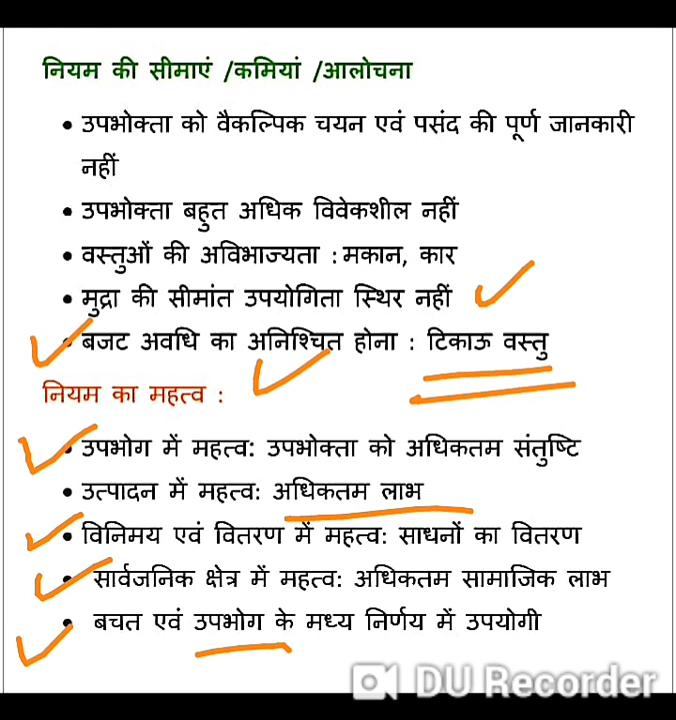 नियम की सीमाएं /कमियां /आलोचना
• उपभोक्ता को वैकल्पिक चयन एवं पसंद की पूर्ण जानकारी
नहीं
• उपभोक्ता बहुत अधिक विवेकशील नहीं
• वस्तुओं की अविभाज्यता : मकान, कार
• मुद्रा की सीमांत उपयोगिता स्थिर नहीं
• बजट अवधि का अनिश्चित होना : टिकाऊ वस्तु
नियम का महत्व :
• उपभोग में महत्व: उपभोक्ता को अधिकतम संतुष्टि
• उत्पादन में महत्व: अधिकतम लाभ
• विनिमय एवं वितरण में महत्व: साधनों का वितरण
• सार्वजनिक क्षेत्र में महत्व: अधिकतम सामाजिक लाभ
• बचत एवं उपभोग के मध्य निर्णय में उपयोगी
DU Recorder